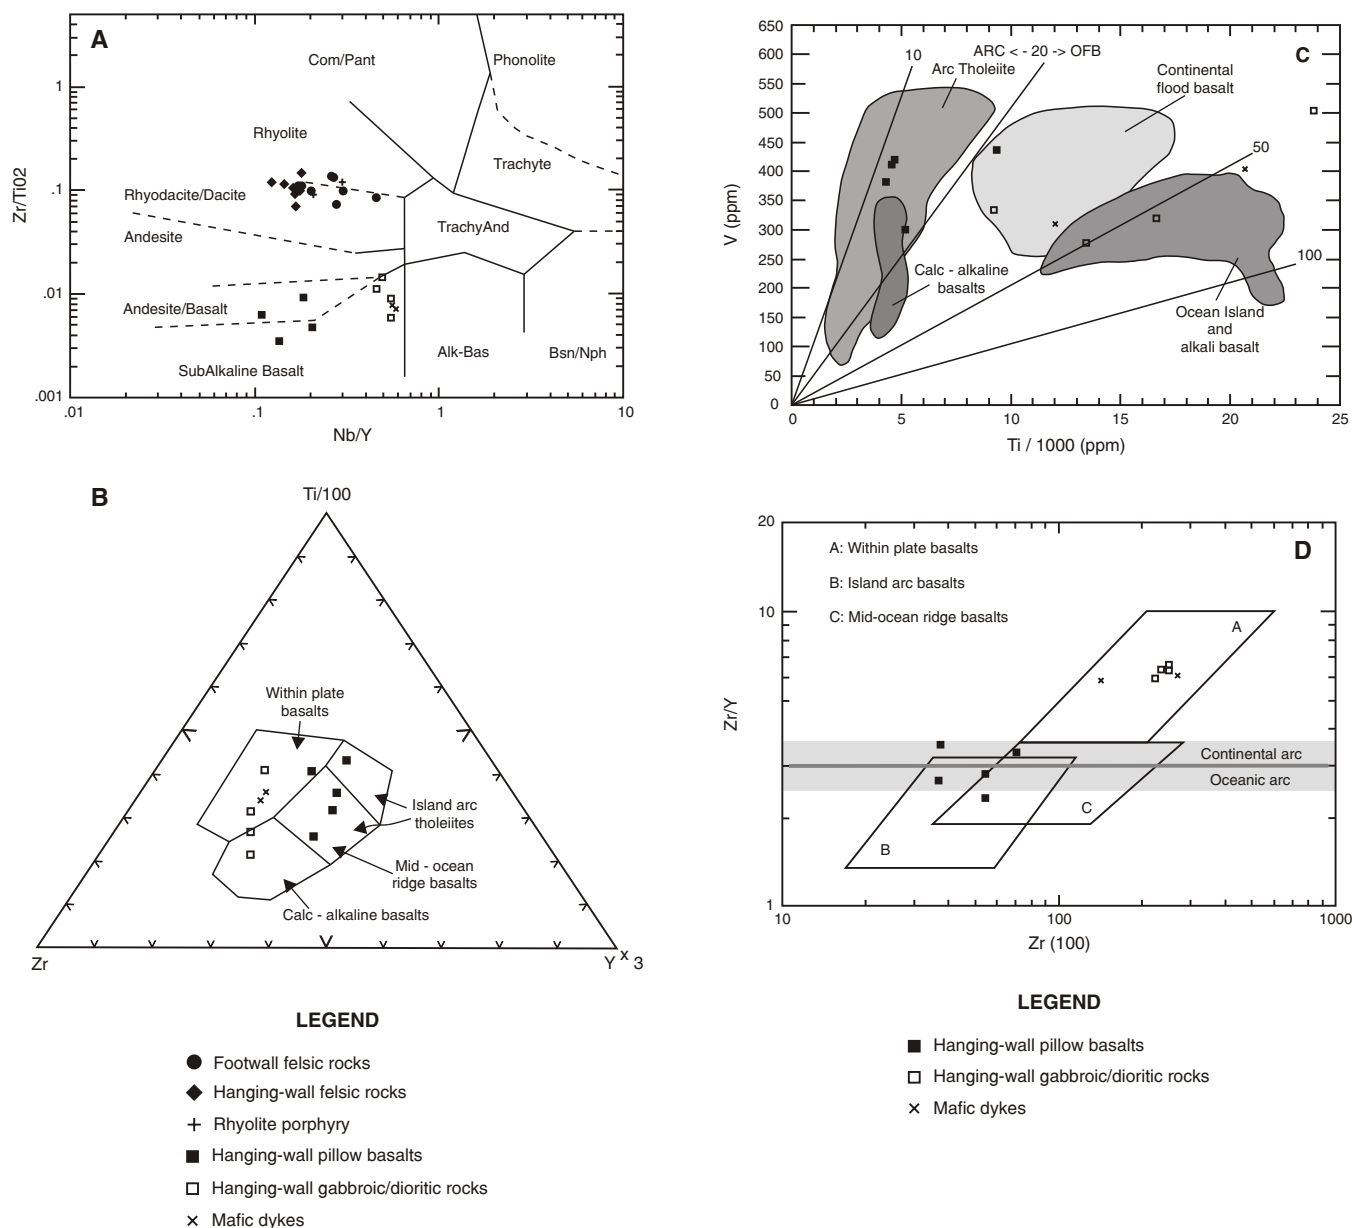 A
Com/Pant
Phonolite
Rhyolite
Trachyte
Rhyodacite/Dacite
Andesite
TrachyAnd
Andesite/Basalt
SubAlkaline Basalt
Alk-Bas
Bsn/Nph
Zr/Ti02
1
.1
.01
.001
.01
.1
1
10
Nb/Y
C
650
600
550
500
450
400
350
300
250
200
150
100
50
0
V (ppm)
10
ARC < - 20 -> OFB
Arc Tholeiite
Continental
flood basalt
50
100
Calc - alkaline
basalts
Ocean Island
and
alkali basalt
0
5
10
15
20
25
Ti / 1000 (ppm)
B
Ti/100
Within plate
basalts
Island arc
tholeiites
Mid - ocean
ridge basalts
Calc - alkaline basalts
Zr
Y x 3
D
20
10
1
Zr/Y
A: Within plate basalts
B: Island arc basalts
C: Mid-ocean ridge basalts
A
Continental arc
Oceanic arc
C
B
10
100
1000
Zr (100)
LEGEND
Footwall felsic rocks
Hanging-wall felsic rocks
Rhyolite porphyry
Hanging-wall pillow basalts
Hanging-wall gabbroic/dioritic rocks
Mafic dykes
LEGEND
Hanging-wall pillow basalts
Hanging-wall gabbroic/dioritic rocks
Mafic dykes